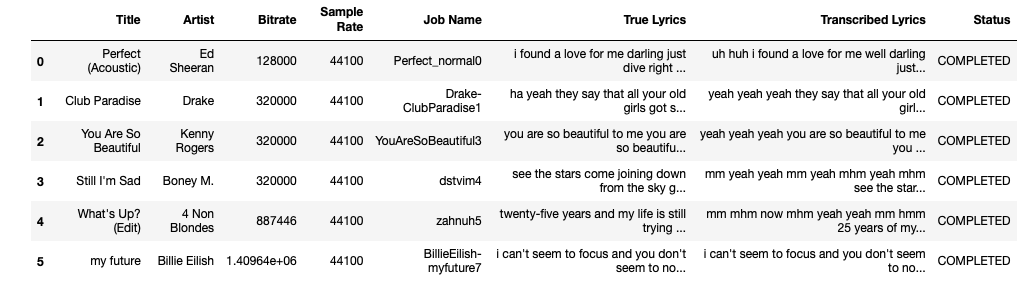 Title Artist Bitrate Sample Rate Job Name True Lyrics Transcribed Lyrics Status
0 Perfect (Acoustic) Ed Sheeran 128000 44100 Perfect_normal0 i found a love for me darling just dive right ... uh huh i found a love for me well darling just... COMPLETED
1 Club Paradise Drake 320000 44100 Drake-ClubParadise1 ha yeah they say that all your old girls got s... yeah yeah yeah they say that all your old girl... COMPLETED
2 You Are So Beautiful Kenny Rogers 320000 44100 YouAreSoBeautiful3 you are so beautiful to me you are so beautifu... yeah yeah yeah you are so beautiful to me you ... COMPLETED
3 Still I'm Sad Boney M. 320000 44100 dstvim4 see the stars come joining down from the sky g... mm yeah yeah mm yeah mhm yeah mhm see the star... COMPLETED
4 What's Up? (Edit) 4 Non Blondes 887446 44100 zahnuh5 twenty-five years and my life is still trying ... mm mhm now mhm yeah yeah mm hmm 25 years of my... COMPLETED
5 my future Billie Eilish 1.40964e+06 44100 BillieEilish-myfuture7 i can't seem to focus and you don't seem to no... i can't seem to focus and you don't seem to no... COMPLETED